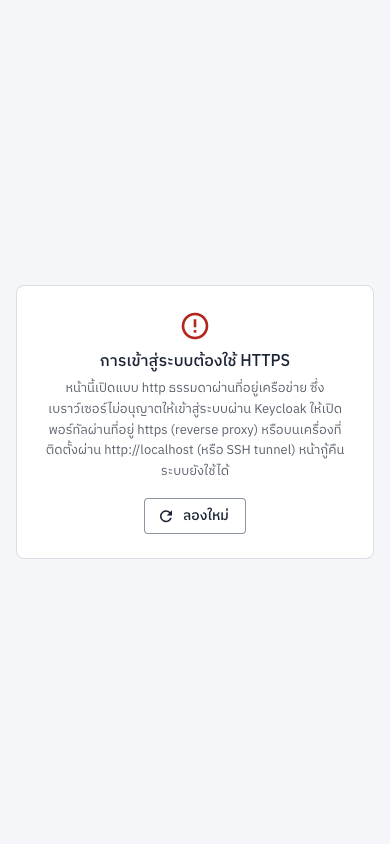 การเข้าสู่ระบบต้องใช้ HTTPS
หน้านี้เปิดแบบ http ธรรมดาผ่านที่อยู่เครือข่าย ซึ่ง
เบราว์เซอร์ไม่อนุญาตให้เข้าสู่ระบบผ่าน Keycloak ให้เปิด
พอร์ทัลผ่านที่อยู่ https (reverse proxy) หรือบนเครื่องที่
ติดตั้งผ่าน http://localhost (หรือ SSH tunnel) หน้ากู้คืน
ระบบยังใช้ได้
ลองใหม่